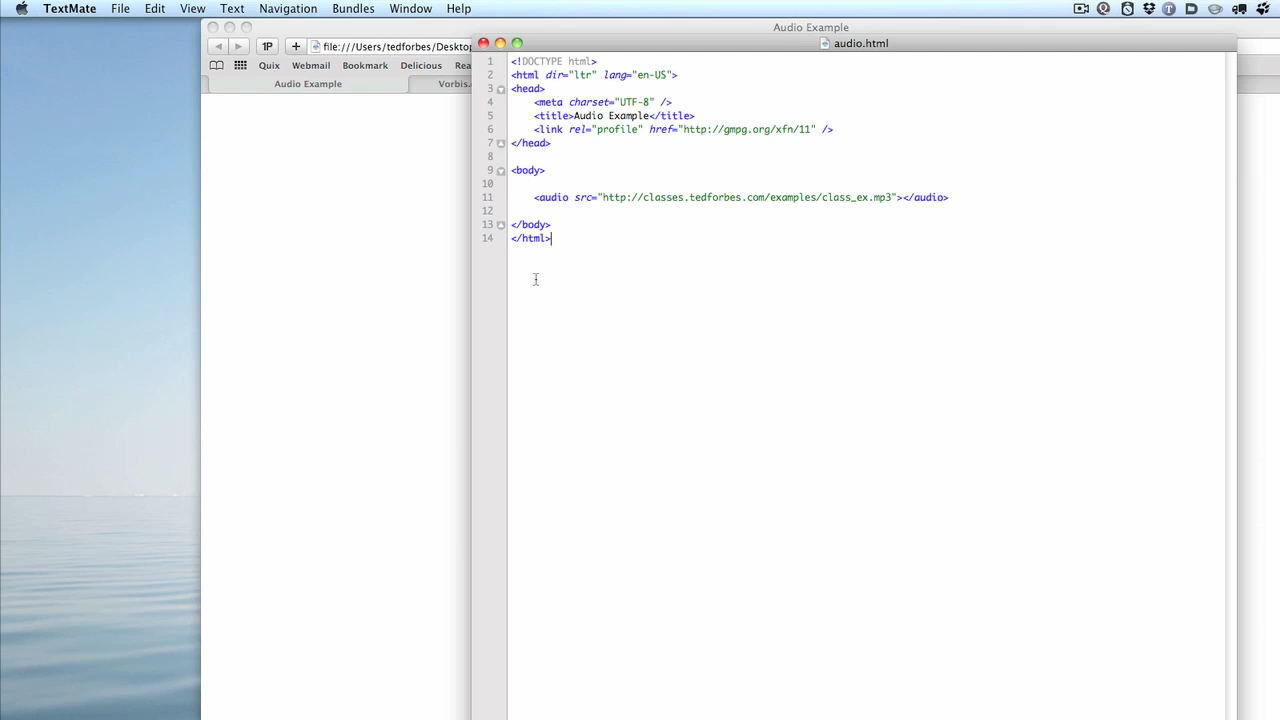 TextMate File Edit View Text Navigation Bundles Window Help
Audio Example
1P + file:///Users/tedforbes/Desktop
audio.html
Quix Webmail Bookmark Delicious Rea
Audio Example Vorbis.
1 <!DOCTYPE html>
2 <html dir="ltr" lang="en-US">
3 <head>
4 <meta charset="UTF-8" />
5 <title>Audio Example</title>
6 <link rel="profile" href="http://gmpg.org/xfn/11" />
7 </head>
8
9 <body>
10
11 <audio src="http://classes.tedforbes.com/examples/class_ex.mp3"></audio>
12
13 </body>
14 </html>